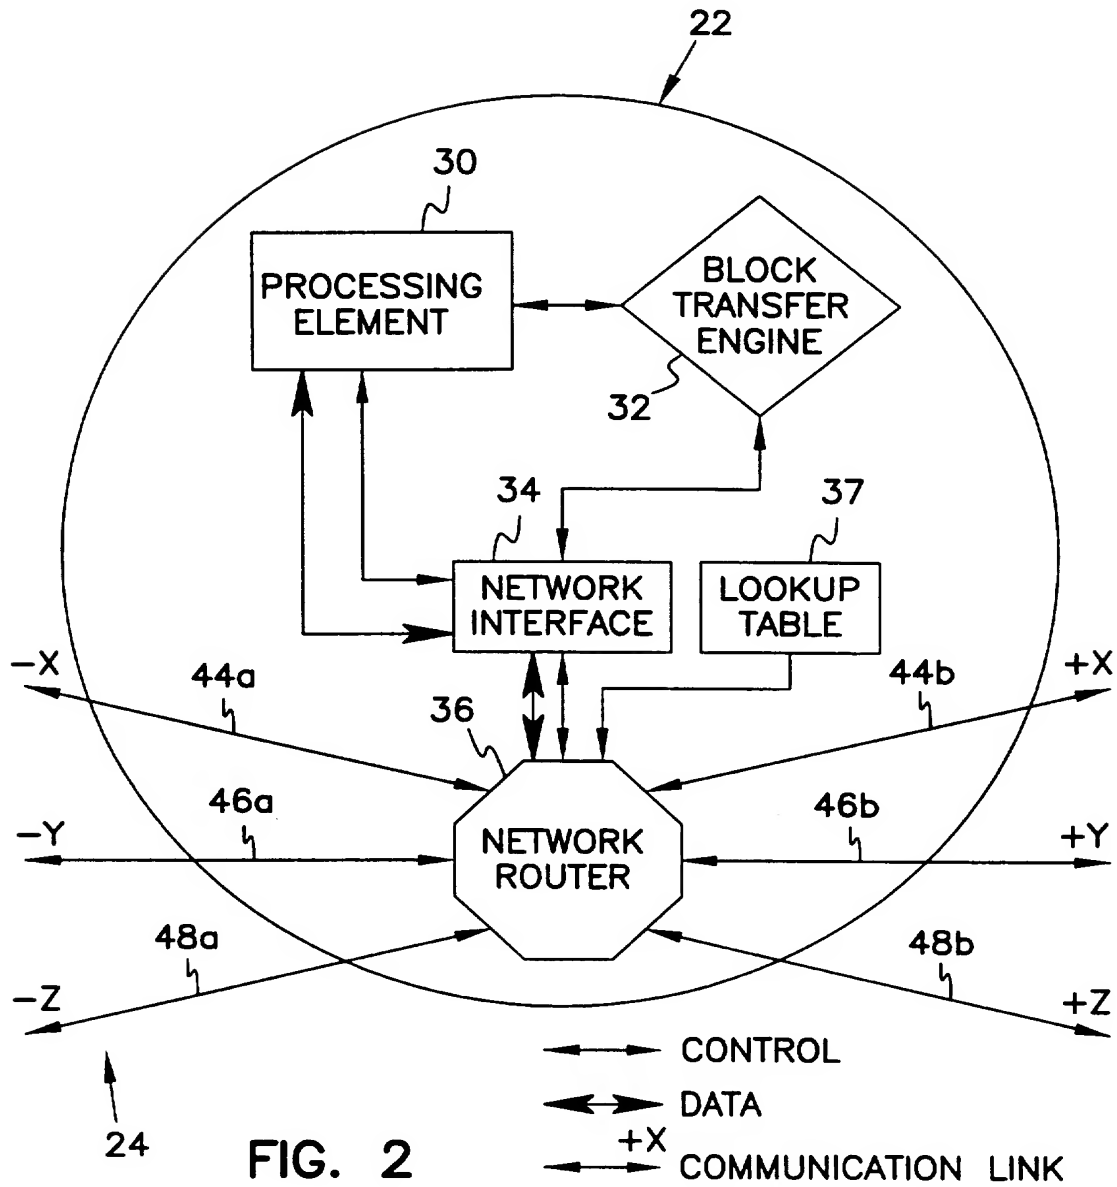 22
30
PROCESSING
ELEMENT
BLOCK
TRANSFER
ENGINE
32
34
37
NETWORK
INTERFACE
LOOKUP
TABLE
-X
44a
36
44b
+X
-Y
46a
NETWORK
ROUTER
46b
+Y
-Z
48a
48b
+Z
CONTROL
DATA
+X
COMMUNICATION LINK
24
FIG. 2